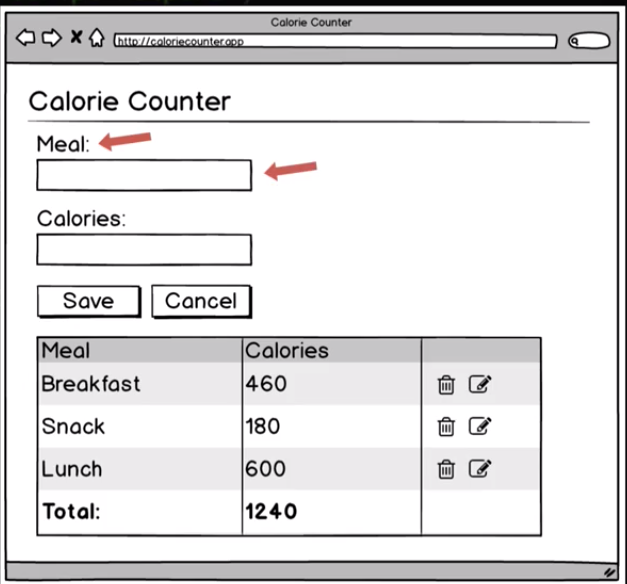 Calorie Counter
http://caloriecounter.app
Calorie Counter
Meal:
Calories:
Save Cancel
Meal Calories
Breakfast 460
Snack 180
Lunch 600
Total: 1240